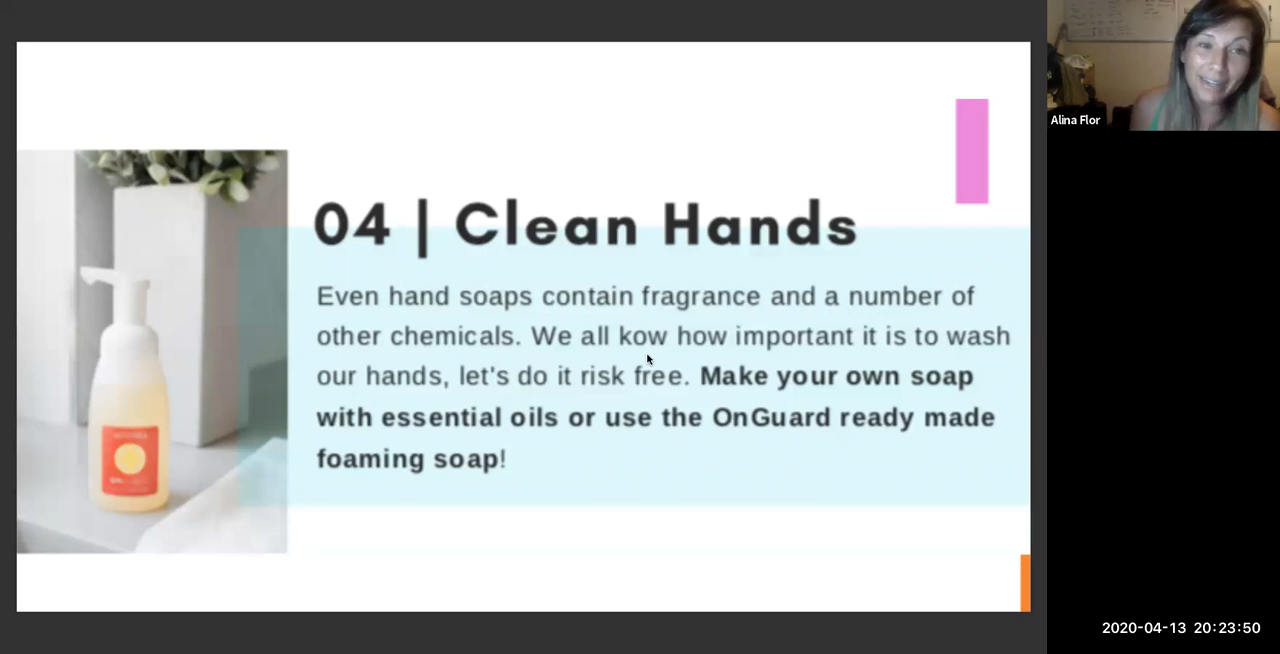 04 | Clean Hands
Even hand soaps contain fragrance and a number of
other chemicals. We all kow how important it is to wash
our hands, let's do it risk free. Make your own soap
with essential oils or use the OnGuard ready made
foaming soap!
Alina Flor
2020-04-13 20:23:50